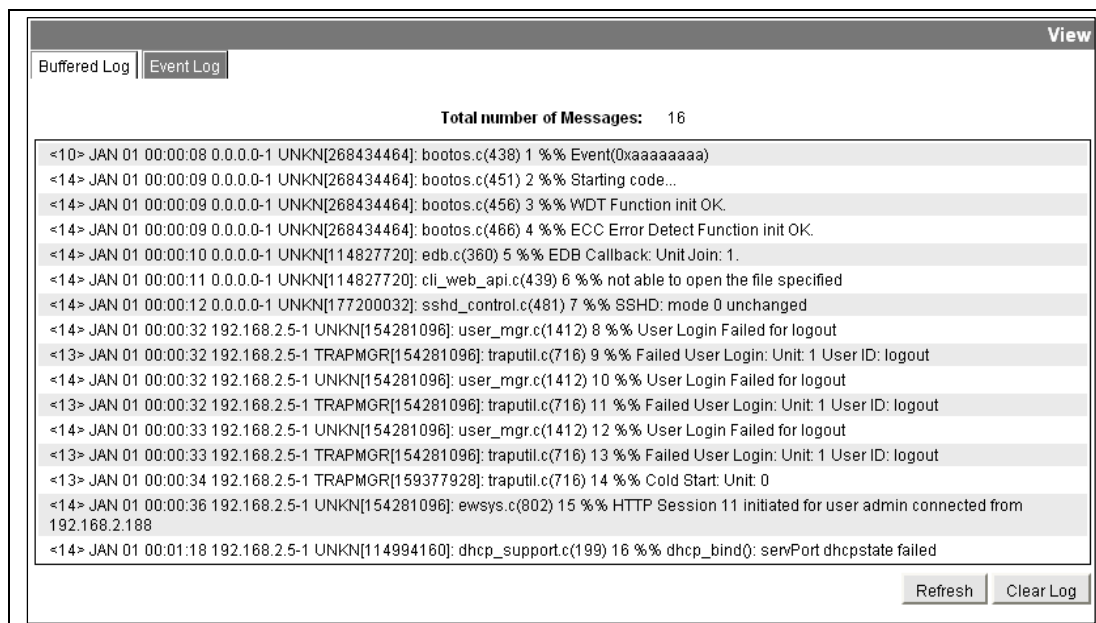 View
Buffered Log Event Log
Total number of Messages: 16
<10> JAN 01 00:00:08 0.0.0.0-1 UNKN[268434464]: bootos.c(438) 1 %% Event(0xaaaaaaaa)
<14> JAN 01 00:00:09 0.0.0.0-1 UNKN[268434464]: bootos.c(451) 2 %% Starting code...
<14> JAN 01 00:00:09 0.0.0.0-1 UNKN[268434464]: bootos.c(456) 3 %% WDT Function init OK.
<14> JAN 01 00:00:09 0.0.0.0-1 UNKN[268434464]: bootos.c(466) 4 %% ECC Error Detect Function init OK.
<14> JAN 01 00:00:10 0.0.0.0-1 UNKN[114827720]: edb.c(360) 5 %% EDB Callback: Unit Join: 1.
<14> JAN 01 00:00:11 0.0.0.0-1 UNKN[114827720]: cli_web_api.c(439) 6 %% not able to open the file specified
<14> JAN 01 00:00:12 0.0.0.0-1 UNKN[177200032]: sshd_control.c(481) 7 %% SSHD: mode 0 unchanged
<14> JAN 01 00:00:32 192.168.2.5-1 UNKN[154281096]: user_mgr.c(1412) 8 %% User Login Failed for logout
<13> JAN 01 00:00:32 192.168.2.5-1 TRAPMGR[154281096]: traputil.c(716) 9 %% Failed User Login: Unit: 1 User ID: logout
<14> JAN 01 00:00:32 192.168.2.5-1 UNKN[154281096]: user_mgr.c(1412) 10 %% User Login Failed for logout
<13> JAN 01 00:00:32 192.168.2.5-1 TRAPMGR[154281096]: traputil.c(716) 11 %% Failed User Login: Unit: 1 User ID: logout
<14> JAN 01 00:00:33 192.168.2.5-1 UNKN[154281096]: user_mgr.c(1412) 12 %% User Login Failed for logout
<13> JAN 01 00:00:33 192.168.2.5-1 TRAPMGR[154281096]: traputil.c(716) 13 %% Failed User Login: Unit: 1 User ID: logout
<13> JAN 01 00:00:34 192.168.2.5-1 TRAPMGR[159377928]: traputil.c(716) 14 %% Cold Start: Unit: 0
<14> JAN 01 00:00:36 192.168.2.5-1 UNKN[154281096]: ewsys.c(802) 15 %% HTTP Session 11 initiated for user admin connected from
192.168.2.188
<14> JAN 01 00:01:18 192.168.2.5-1 UNKN[114994160]: dhcp_support.c(199) 16 %% dhcp_bind(): servPort dhcpstate failed
Refresh Clear Log